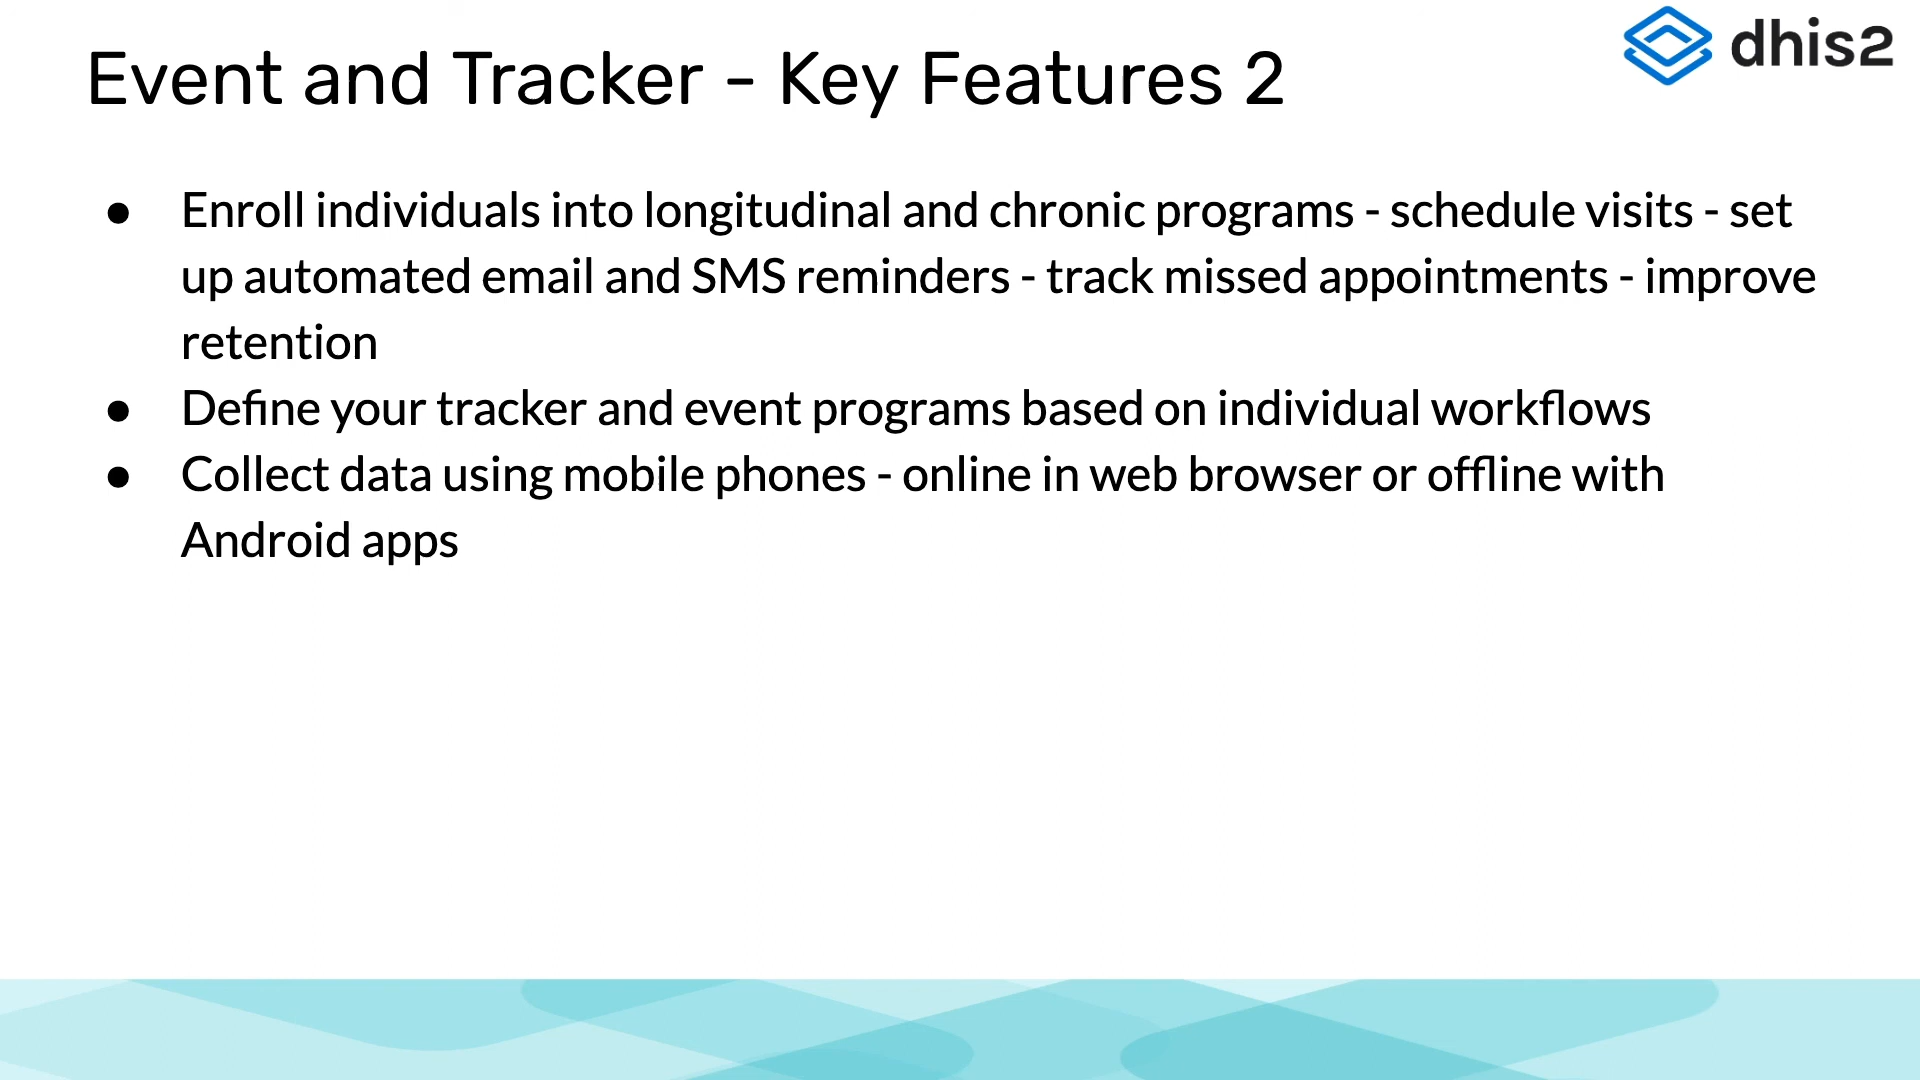 dhis2
Event and Tracker - Key Features 2
● Enroll individuals into longitudinal and chronic programs - schedule visits - set
up automated email and SMS reminders - track missed appointments - improve
retention
● Define your tracker and event programs based on individual workflows
● Collect data using mobile phones - online in web browser or offline with
Android apps